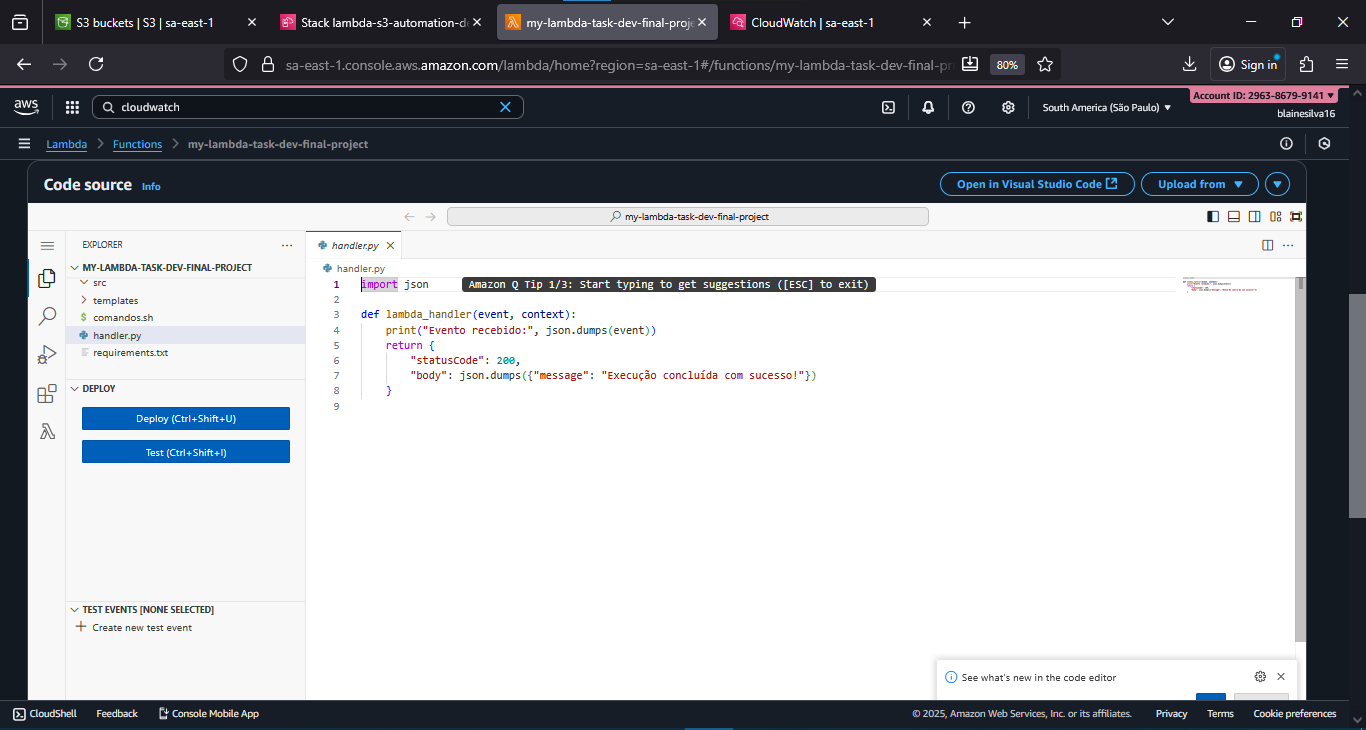 S3 buckets | S3 | sa-east-1
Stack lambda-s3-automation-de
my-lambda-task-dev-final-proje
CloudWatch | sa-east-1
sa-east-1.console.aws.amazon.com/lambda/home?region=sa-east-1#/functions/my-lambda-task-dev-final-pr
80%
Sign in
aws
cloudwatch
South America (São Paulo) ▼
Account ID: 2963-8679-9141 ▼
blainesilva16
Lambda > Functions > my-lambda-task-dev-final-project
Code source Info
Open in Visual Studio Code
Upload from ▼
my-lambda-task-dev-final-project
EXPLORER
MY-LAMBDA-TASK-DEV-FINAL-PROJECT
src
templates
comandos.sh
handler.py
requirements.txt
DEPLOY
Deploy (Ctrl+Shift+U)
Test (Ctrl+Shift+I)
TEST EVENTS [NONE SELECTED]
Create new test event
handler.py
handler.py
1 import json Amazon Q Tip 1/3: Start typing to get suggestions ([ESC] to exit)
2
3 def lambda_handler(event, context):
4 print("Evento recebido:", json.dumps(event))
5 return {
6 "statusCode": 200,
7 "body": json.dumps({"message": "Execução concluída com sucesso!"})
8 }
9
See what's new in the code editor
CloudShell
Feedback
Console Mobile App
© 2025, Amazon Web Services, Inc. or its affiliates.
Privacy
Terms
Cookie preferences